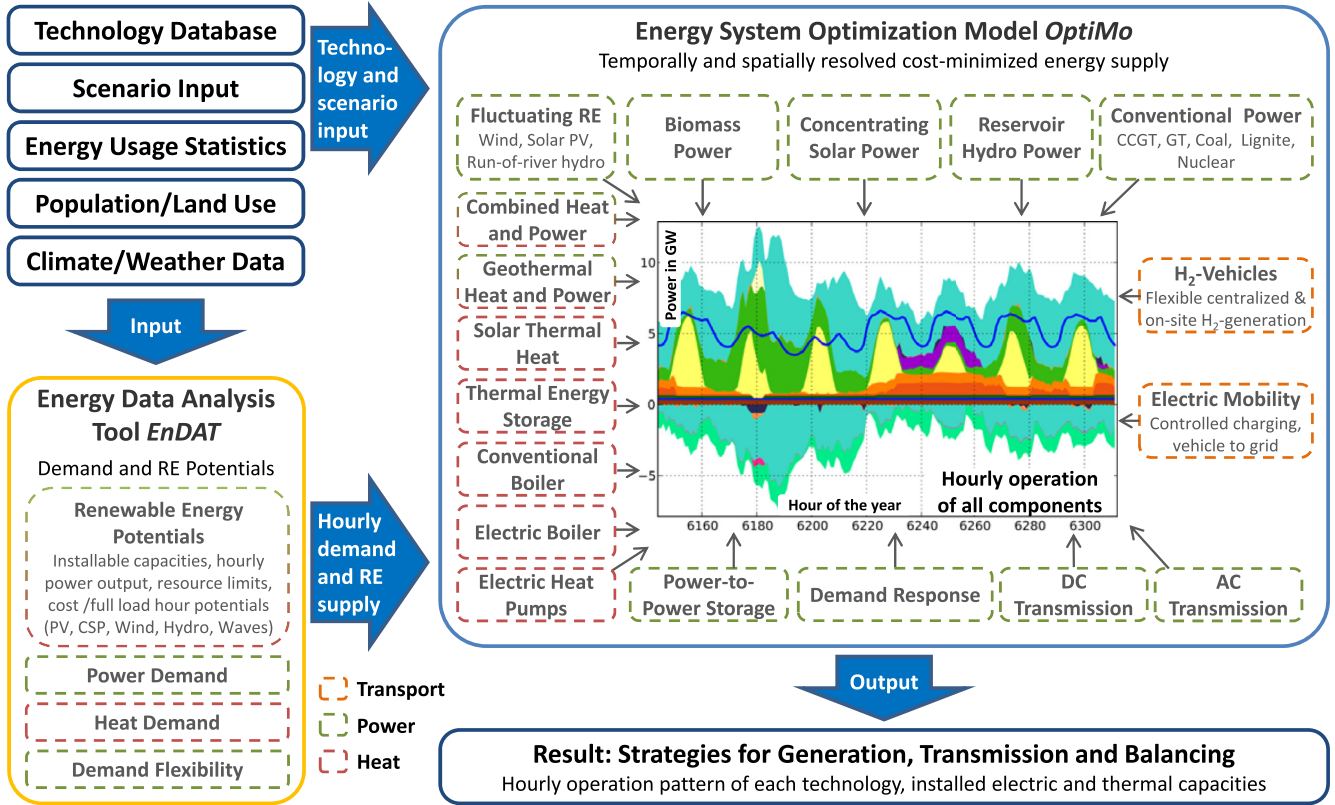 Technology Database
Scenario Input
Energy Usage Statistics
Population/Land Use
Climate/Weather Data
Techno-
logy and
scenario
input
Input
Energy Data Analysis
Tool EnDAT
Demand and RE Potentials
Renewable Energy
Potentials
Installable capacities, hourly
power output, resource limits,
cost /full load hour potentials
(PV, CSP, Wind, Hydro, Waves)
Power Demand
Heat Demand
Demand Flexibility
Hourly
demand
and RE
supply
Transport
Power
Heat
Energy System Optimization Model OptiMo
Temporally and spatially resolved cost-minimized energy supply
Fluctuating RE
Wind, Solar PV,
Run-of-river hydro
Biomass
Power
Concentrating
Solar Power
Reservoir
Hydro Power
Conventional Power
CCGT, GT, Coal, Lignite,
Nuclear
Combined Heat
and Power
Geothermal
Heat and Power
Solar Thermal
Heat
Thermal Energy
Storage
Conventional
Boiler
Electric Boiler
Electric Heat
Pumps
Power in GW
10
5
0
−5
Hour of the year
Hourly operation
of all components
6160 6180 6200 6220 6240 6260 6280 6300
H₂-Vehicles
Flexible centralized &
on-site H₂-generation
Electric Mobility
Controlled charging,
vehicle to grid
Power-to-
Power Storage
Demand Response
DC
Transmission
AC
Transmission
Output
Result: Strategies for Generation, Transmission and Balancing
Hourly operation pattern of each technology, installed electric and thermal capacities